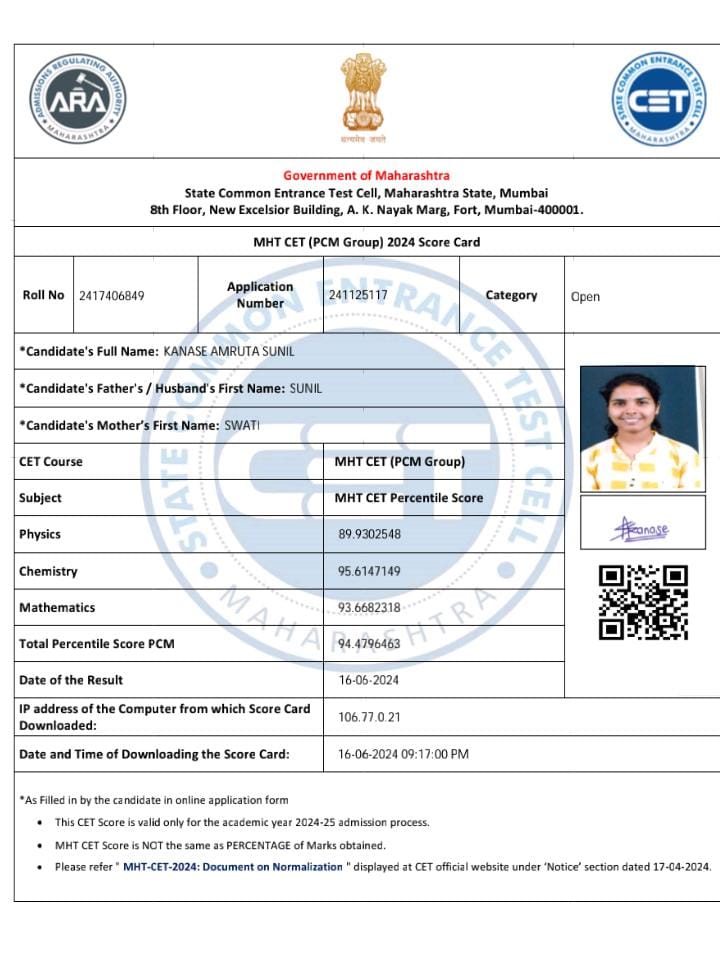 ADMISSIONS REGULATING AUTHORITY
ARA
MAHARASHTRA
सत्यमेव जयते
STATE COMMON ENTRANCE TEST CELL
CET
MAHARASHTRA
Government of Maharashtra
State Common Entrance Test Cell, Maharashtra State, Mumbai
8th Floor, New Excelsior Building, A. K. Nayak Marg, Fort, Mumbai-400001.
MHT CET (PCM Group) 2024 Score Card
Roll No 2417406849 Application Number 241125117 Category Open
*Candidate's Full Name: KANASE AMRUTA SUNIL
*Candidate's Father's / Husband's First Name: SUNIL
*Candidate's Mother's First Name: SWATI
CET Course MHT CET (PCM Group)
Subject MHT CET Percentile Score
Physics 89.9302548
Chemistry 95.6147149
Mathematics 93.6682318
Total Percentile Score PCM 94.4796463
Date of the Result 16-06-2024
IP address of the Computer from which Score Card
Downloaded: 106.77.0.21
Date and Time of Downloading the Score Card: 16-06-2024 09:17:00 PM
Akanase
STATE COMMON ENTRANCE TEST CELL
CET
MAHARASHTRA
*As Filled in by the candidate in online application form
• This CET Score is valid only for the academic year 2024-25 admission process.
• MHT CET Score is NOT the same as PERCENTAGE of Marks obtained.
• Please refer " MHT-CET-2024: Document on Normalization " displayed at CET official website under 'Notice' section dated 17-04-2024.